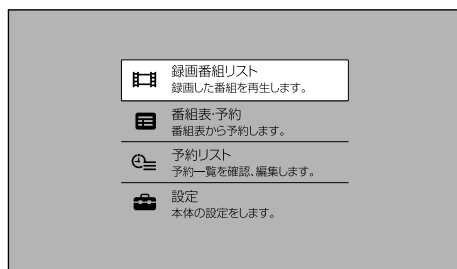 録画番組リスト
録画した番組を再生します。
番組表·予約
番組表から予約します。
予約リスト
予約一覧を確認、編集します。
設定
本体の設定をします。